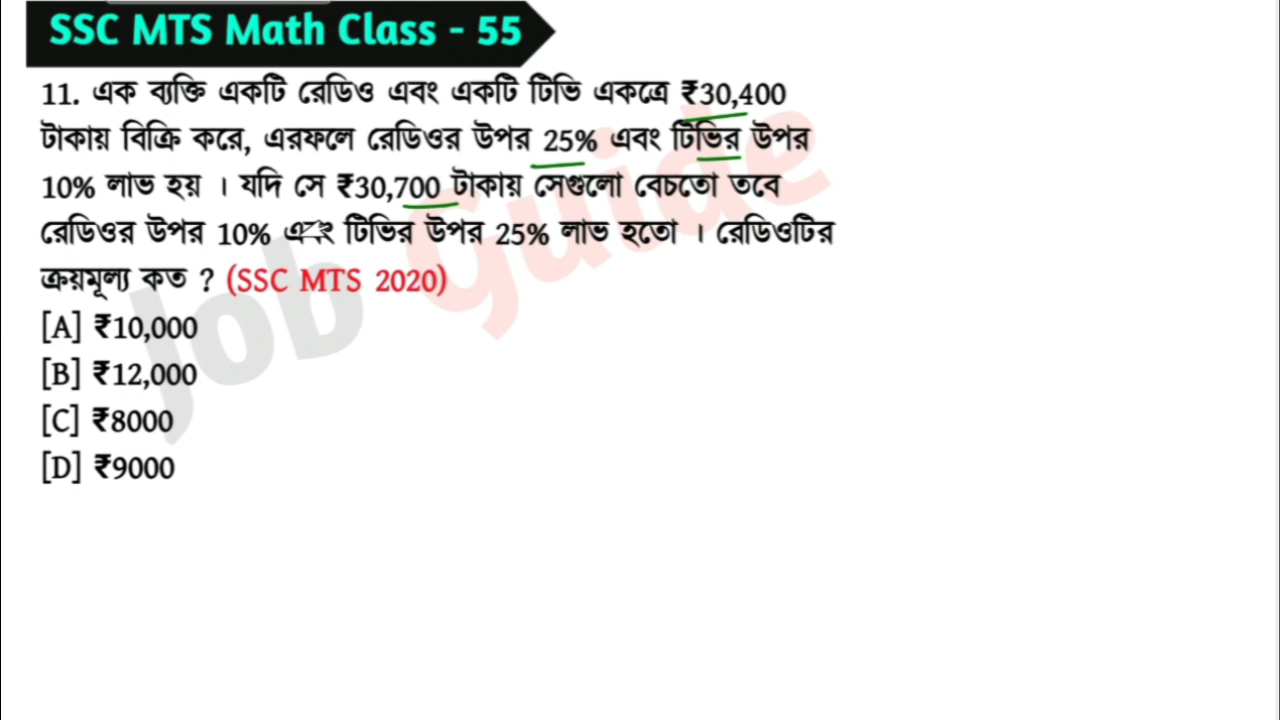 SSC MTS Math Class - 55
11. এক ব্যক্তি একটি রেডিও এবং একটি টিভি একত্রে ₹30,400
টাকায় বিক্রি করে, এরফলে রেডিওর উপর 25% এবং টিভির উপর
10% লাভ হয় । যদি সে ₹30,700 টাকায় সেগুলো বেচতো তবে
রেডিওর উপর 10% এবং টিভির উপর 25% লাভ হতো । রেডিওটির
ক্রয়মূল্য কত ? (SSC MTS 2020)
[A] ₹10,000
[B] ₹12,000
[C] ₹8000
[D] ₹9000
Job Guide